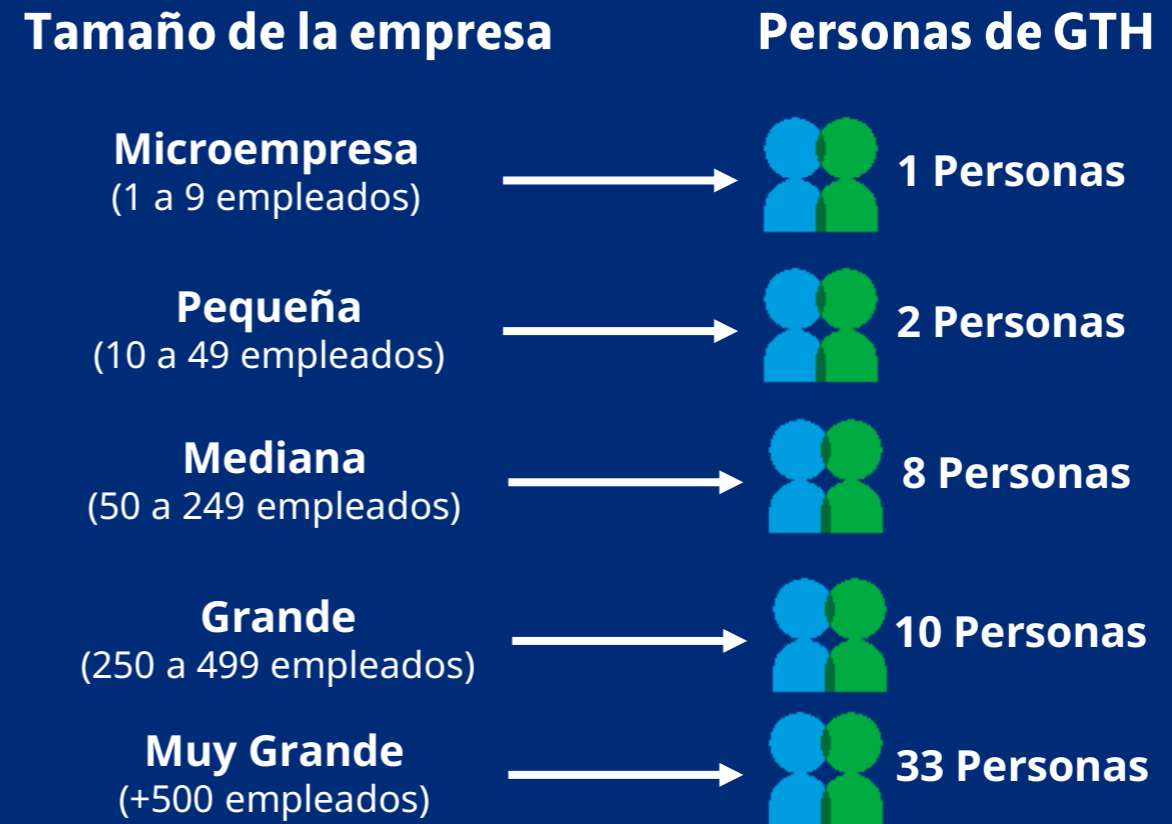 Tamaño de la empresa
Personas de GTH
Microempresa
(1 a 9 empleados)
1 Personas
Pequeña
(10 a 49 empleados)
2 Personas
Mediana
(50 a 249 empleados)
8 Personas
Grande
(250 a 499 empleados)
10 Personas
Muy Grande
(+500 empleados)
33 Personas